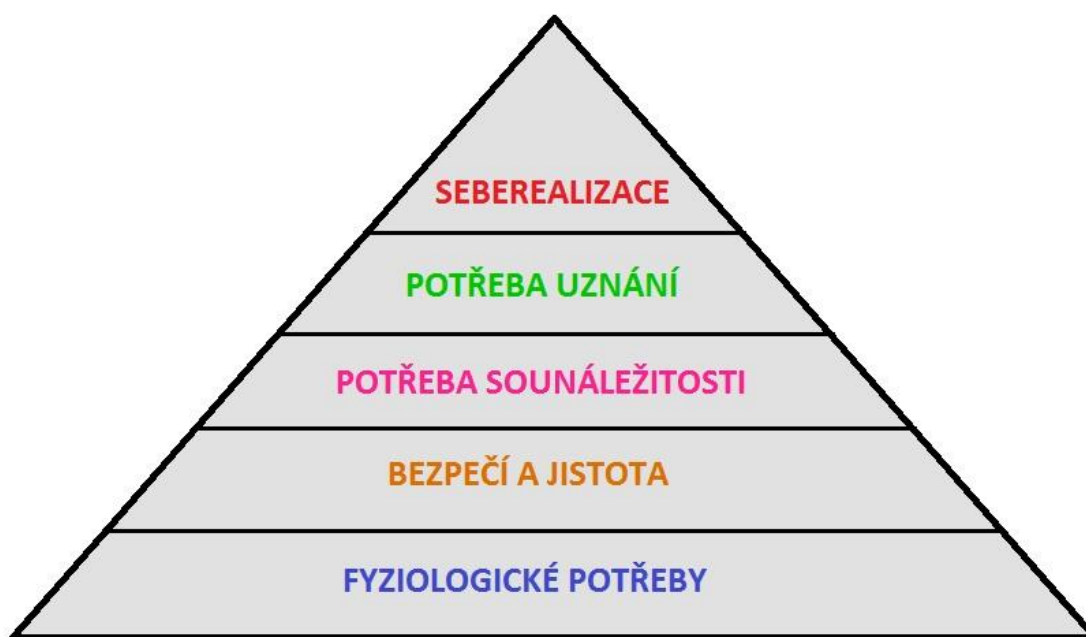 SEBEREALIZACE
POTŘEBA UZNÁNÍ
POTŘEBA SOUNÁLEŽITOSTI
BEZPEČÍ A JISTOTA
FYZIOLOGICKÉ POTŘEBY